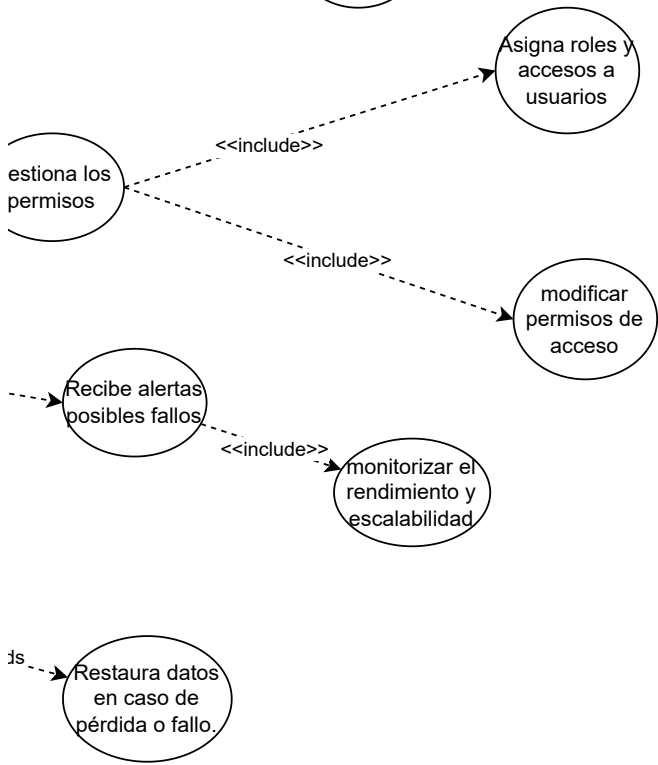 Asigna roles y
accesos a
usuarios
<<include>>
estiona los
permisos
<<include>>
modificar
permisos de
acceso
Recibe alertas
posibles fallos
<<include>>
monitorizar el
rendimiento y
escalabilidad
ds
Restaura datos
en caso de
pérdida o fallo.